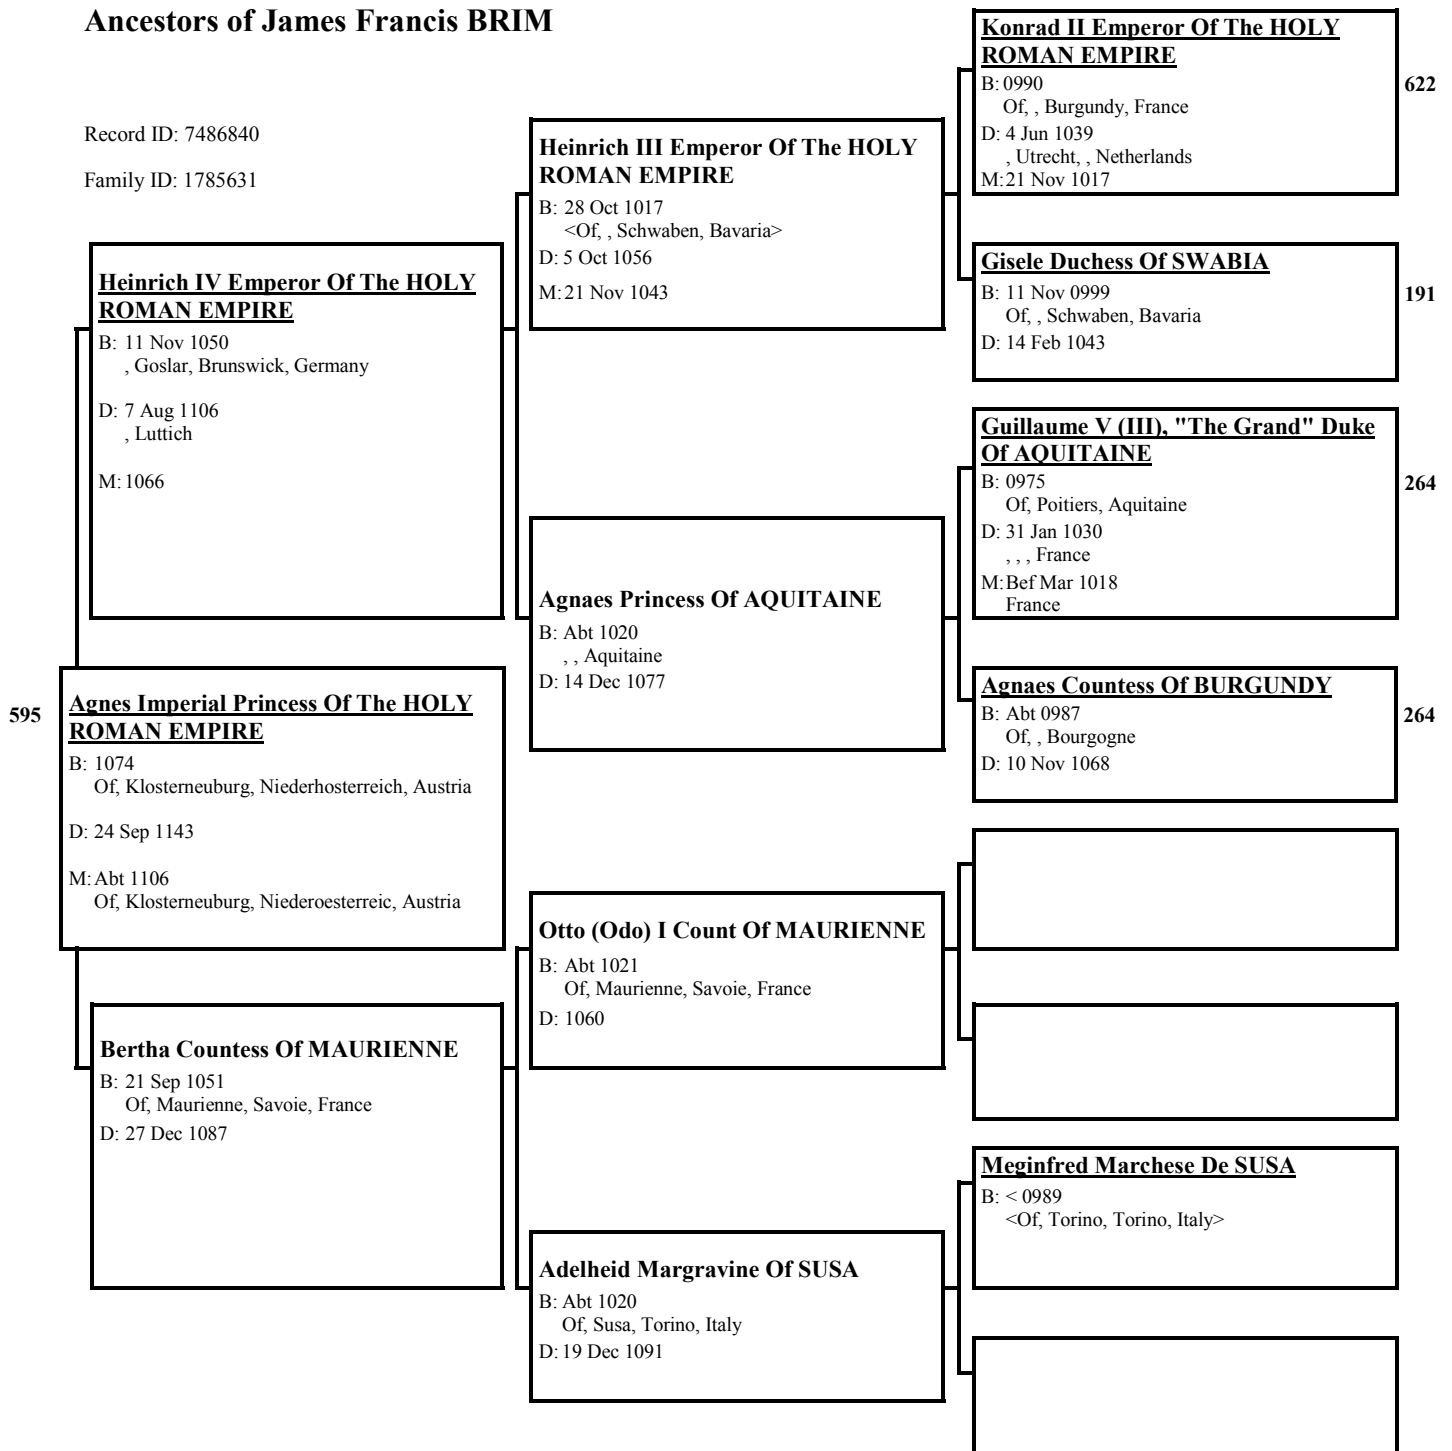 Ancestors of James Francis BRIM
Record ID: 7486840
Family ID: 1785631
595
Agnes Imperial Princess Of The HOLY
ROMAN EMPIRE
B: 1074
Of, Klosterneuburg, Niederhosterreich, Austria
D: 24 Sep 1143
M: Abt 1106
Of, Klosterneuburg, Niederoesterreic, Austria
Heinrich IV Emperor Of The HOLY
ROMAN EMPIRE
B: 11 Nov 1050
, Goslar, Brunswick, Germany
D: 7 Aug 1106
, Luttich
M: 1066
Bertha Countess Of MAURIENNE
B: 21 Sep 1051
Of, Maurienne, Savoie, France
D: 27 Dec 1087
Heinrich III Emperor Of The HOLY
ROMAN EMPIRE
B: 28 Oct 1017
<Of, , Schwaben, Bavaria>
D: 5 Oct 1056
M: 21 Nov 1043
Agnaes Princess Of AQUITAINE
B: Abt 1020
, , Aquitaine
D: 14 Dec 1077
Otto (Odo) I Count Of MAURIENNE
B: Abt 1021
Of, Maurienne, Savoie, France
D: 1060
Adelheid Margravine Of SUSA
B: Abt 1020
Of, Susa, Torino, Italy
D: 19 Dec 1091
Konrad II Emperor Of The HOLY
ROMAN EMPIRE
B: 0990
Of, , Burgundy, France
D: 4 Jun 1039
, Utrecht, , Netherlands
M: 21 Nov 1017
622
Gisele Duchess Of SWABIA
B: 11 Nov 0999
Of, , Schwaben, Bavaria
D: 14 Feb 1043
191
Guillaume V (III), "The Grand" Duke
Of AQUITAINE
B: 0975
Of, Poitiers, Aquitaine
D: 31 Jan 1030
, , , France
M: Bef Mar 1018
France
264
Agnaes Countess Of BURGUNDY
B: Abt 0987
Of, , Bourgogne
D: 10 Nov 1068
264
Meginfred Marchese De SUSA
B: < 0989
<Of, Torino, Torino, Italy>